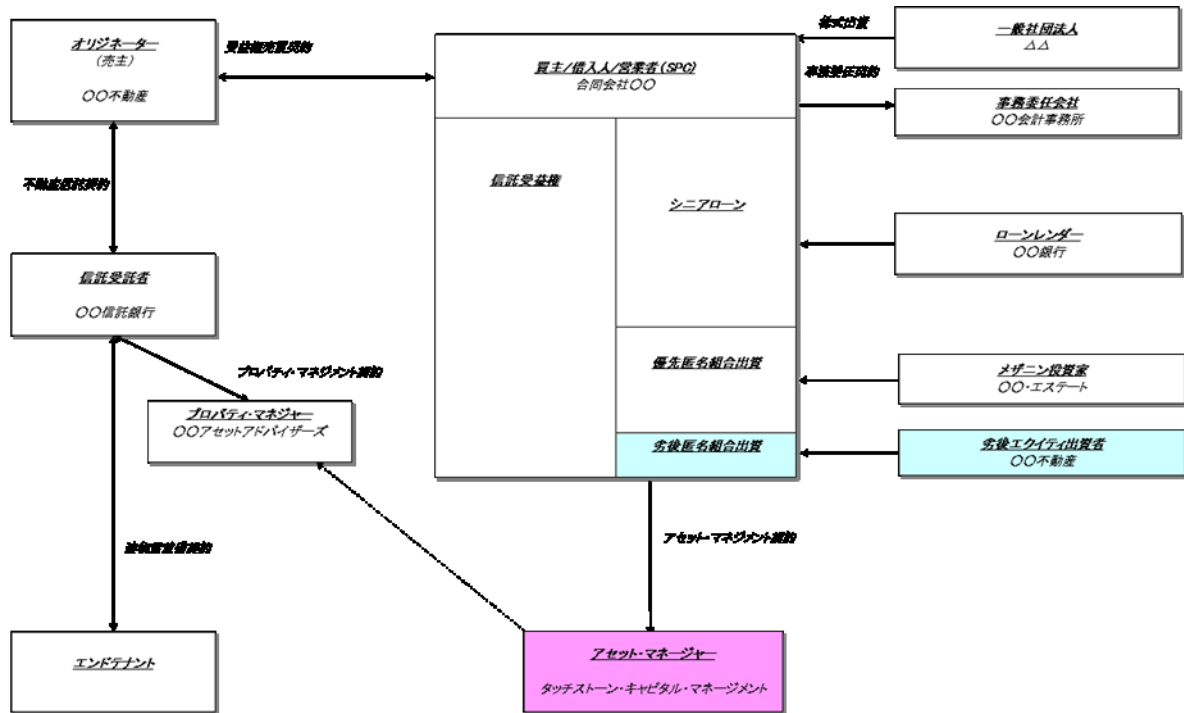 オリジネーター
(売主)
〇〇不動産
受益権売買契約
買主/借入人/営業者(SPC)
合同会社〇〇
株式出資
一般社団法人
△△
事務委任契約
事務委任会社
〇〇会計事務所
不動産信託契約
信託受益権
シニアローン
ローンレンダー
〇〇銀行
信託受託者
〇〇信託銀行
優先匿名組合出資
メザニン投資家
〇〇・エステート
プロパティ・マネジメント契約
プロパティ・マネジャー
〇〇アセットアドバイザーズ
劣後匿名組合出資
劣後エクイティ出資者
〇〇不動産
アセット・マネジメント契約
エンドテナント
アセット・マネージャー
タッチストーン・キャピタル・マネージメント